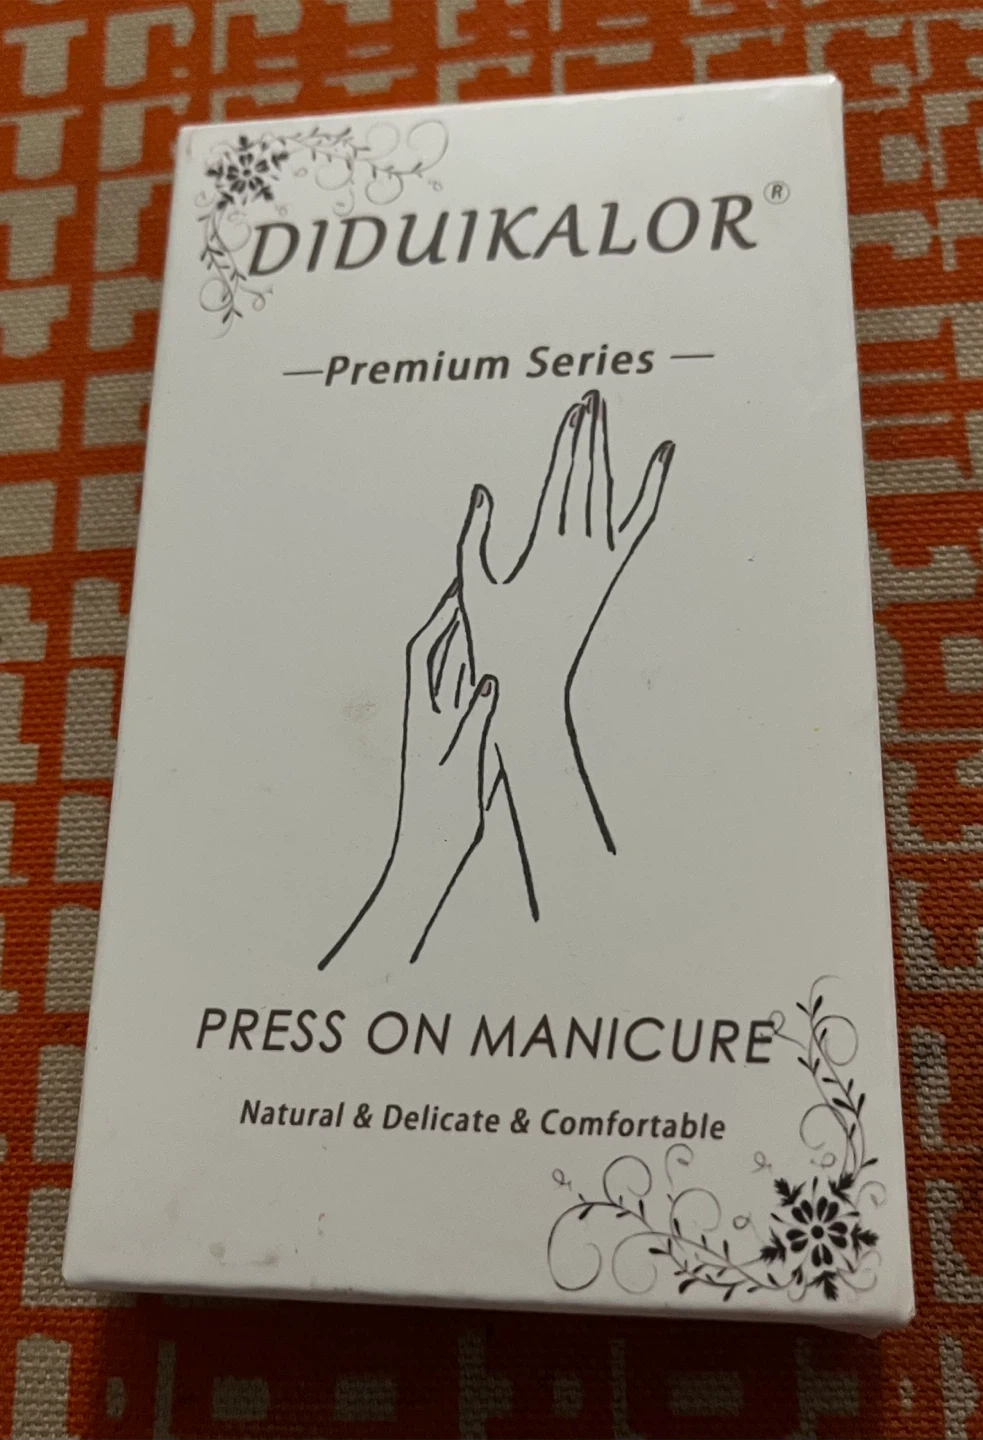 DIDUIKALOR®
—Premium Series —
PRESS ON MANICURE
Natural & Delicate & Comfortable